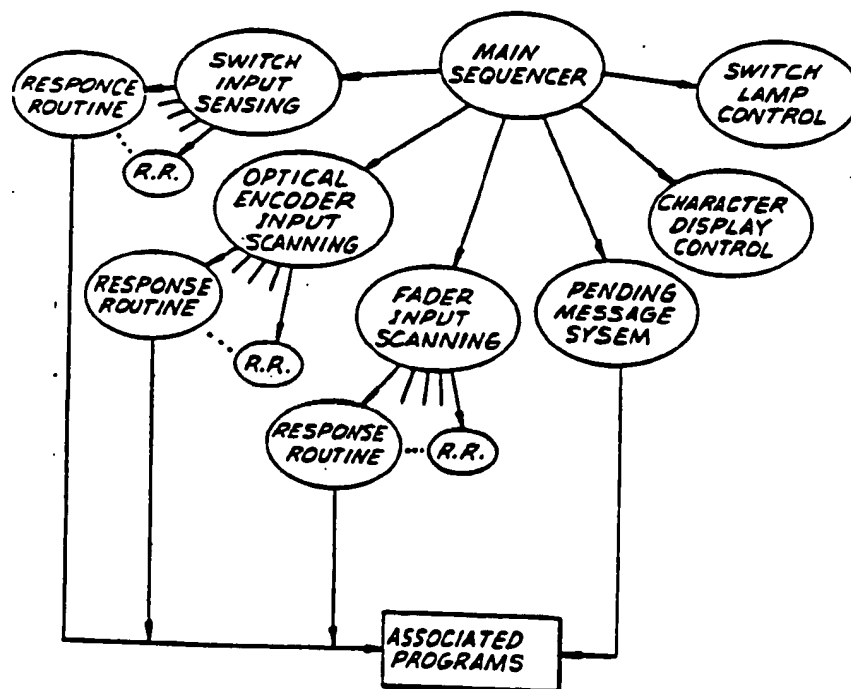 MAIN
SEQUENCER
SWITCH
INPUT
SENSING
SWITCH
LAMP
CONTROL
RESPONCE
ROUTINE
R.R.
OPTICAL
ENCODER
INPUT
SCANNING
CHARACTER
DISPLAY
CONTROL
RESPONSE
ROUTINE
R.R.
FADER
INPUT
SCANNING
PENDING
MESSAGE
SYSEM
RESPONSE
ROUTINE
R.R.
ASSOCIATED
PROGRAMS